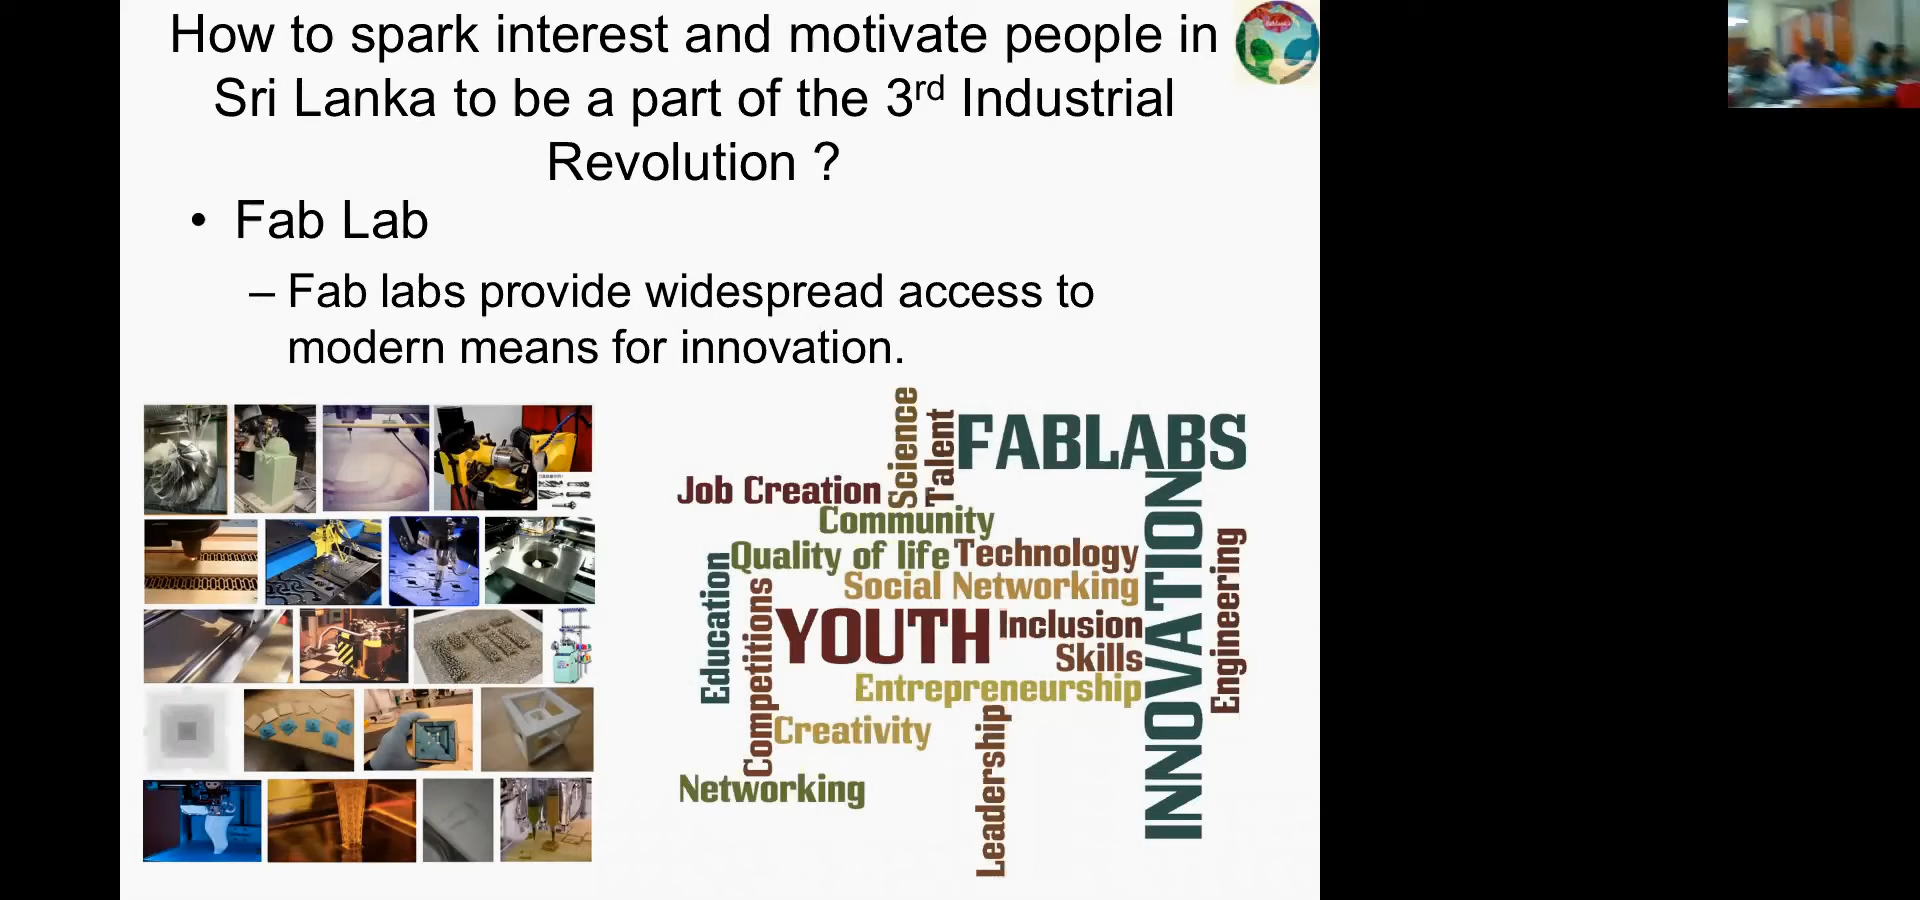 How to spark interest and motivate people in
Sri Lanka to be a part of the 3rd Industrial
Revolution ?
• Fab Lab
– Fab labs provide widespread access to
modern means for innovation.
Science
Talent
FABLABS
Job Creation
Community
Quality of life
Technology
Social Networking
Education
Competitions
YOUTH
Inclusion
Skills
INNOVATION
Engineering
Entrepreneurship
Creativity
Leadership
Networking